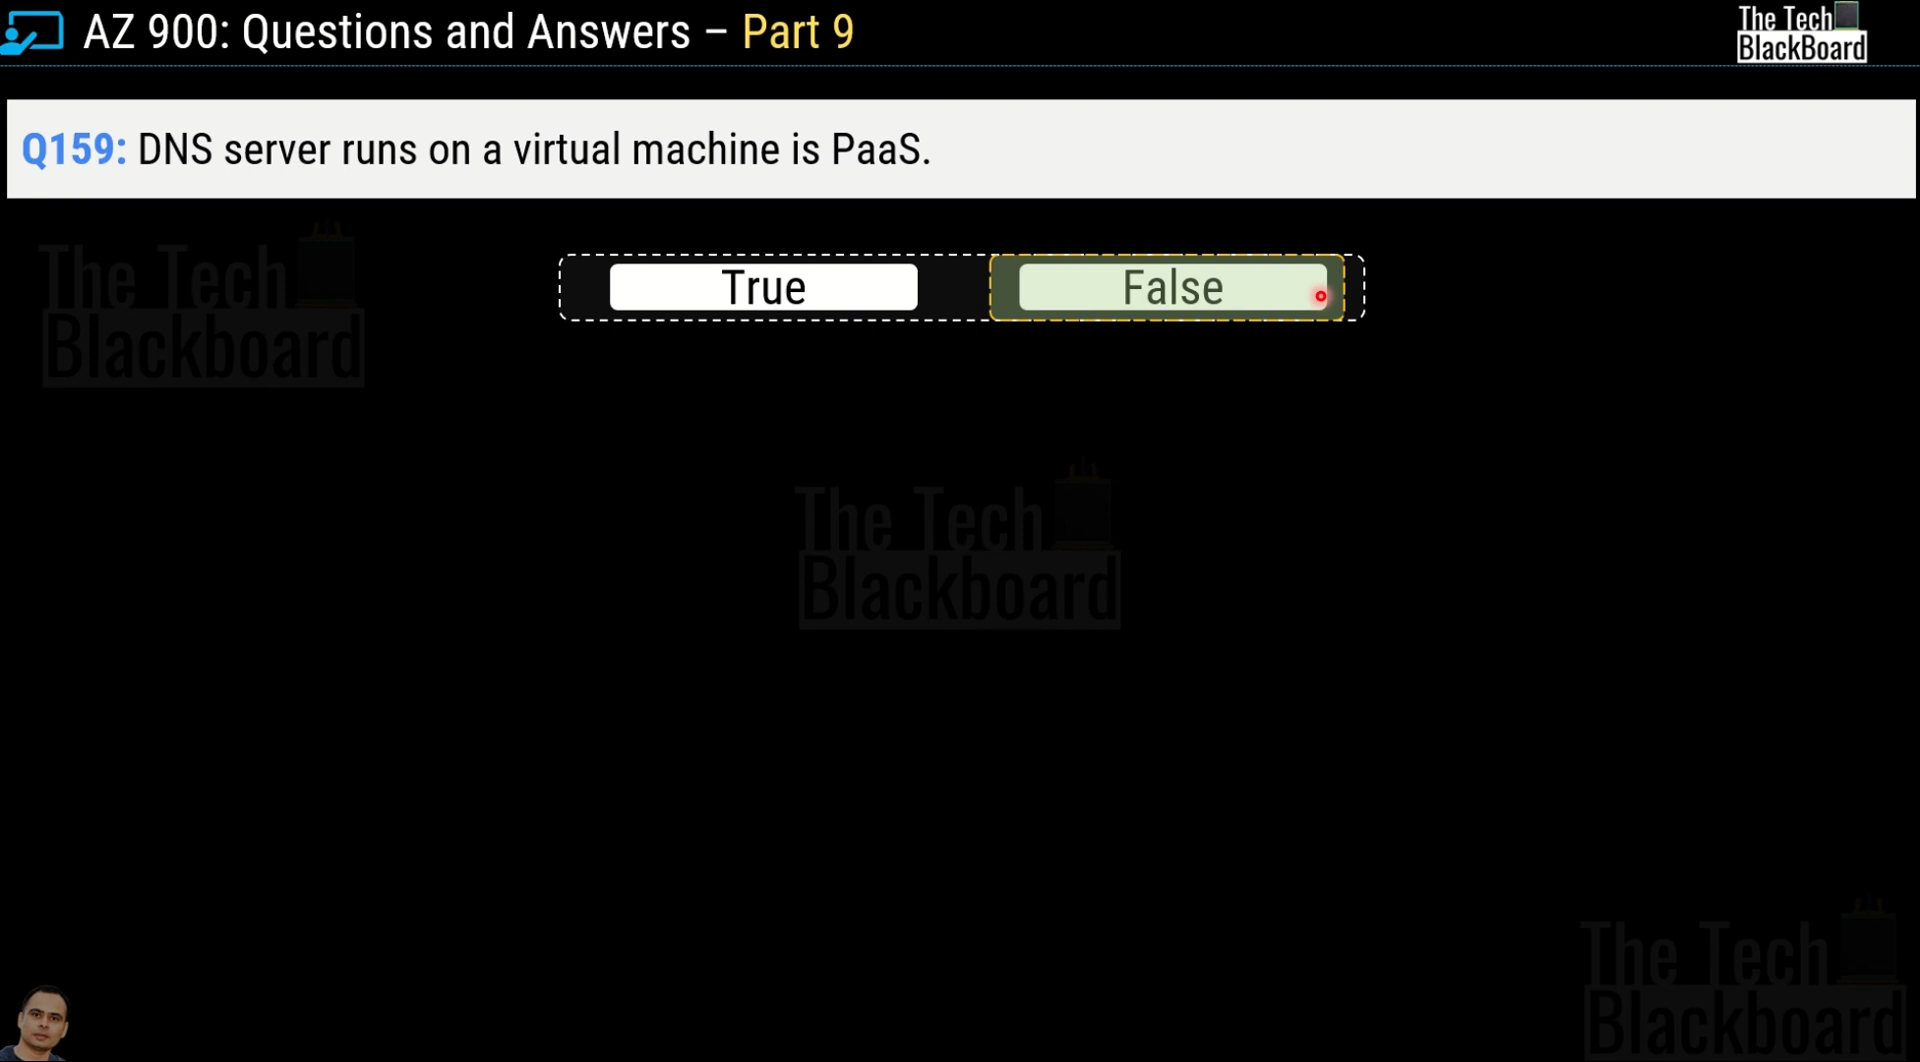 AZ 900: Questions and Answers – Part 9
The Tech
BlackBoard
Q159: DNS server runs on a virtual machine is PaaS.
True
False
The Tech
Blackboard
The Tech
Blackboard
The Tech
Blackboard